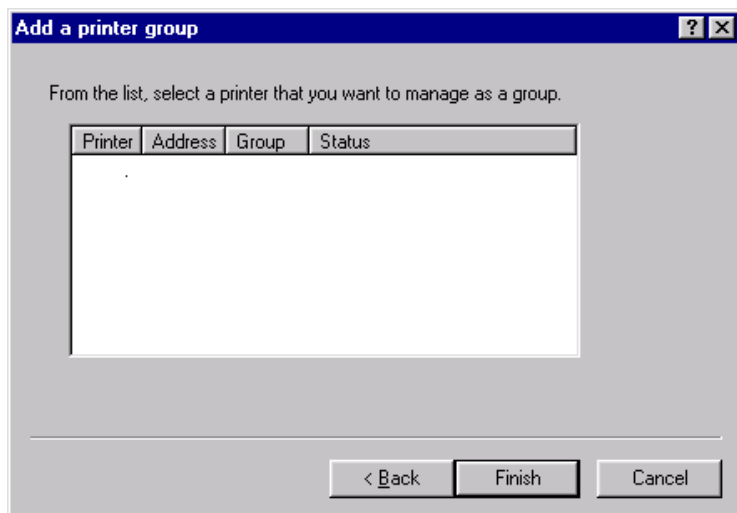 Add a printer group
From the list, select a printer that you want to manage as a group.
Printer Address Group Status
< Back Finish Cancel